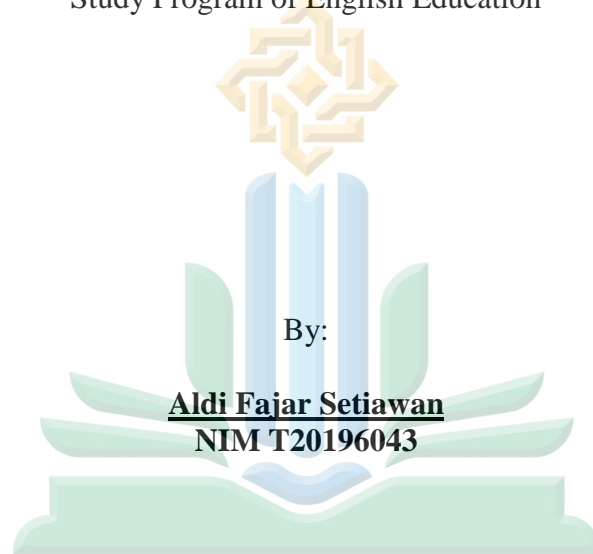 Study Program of English Education
By:
Aldi Fajar Setiawan
NIM T20196043